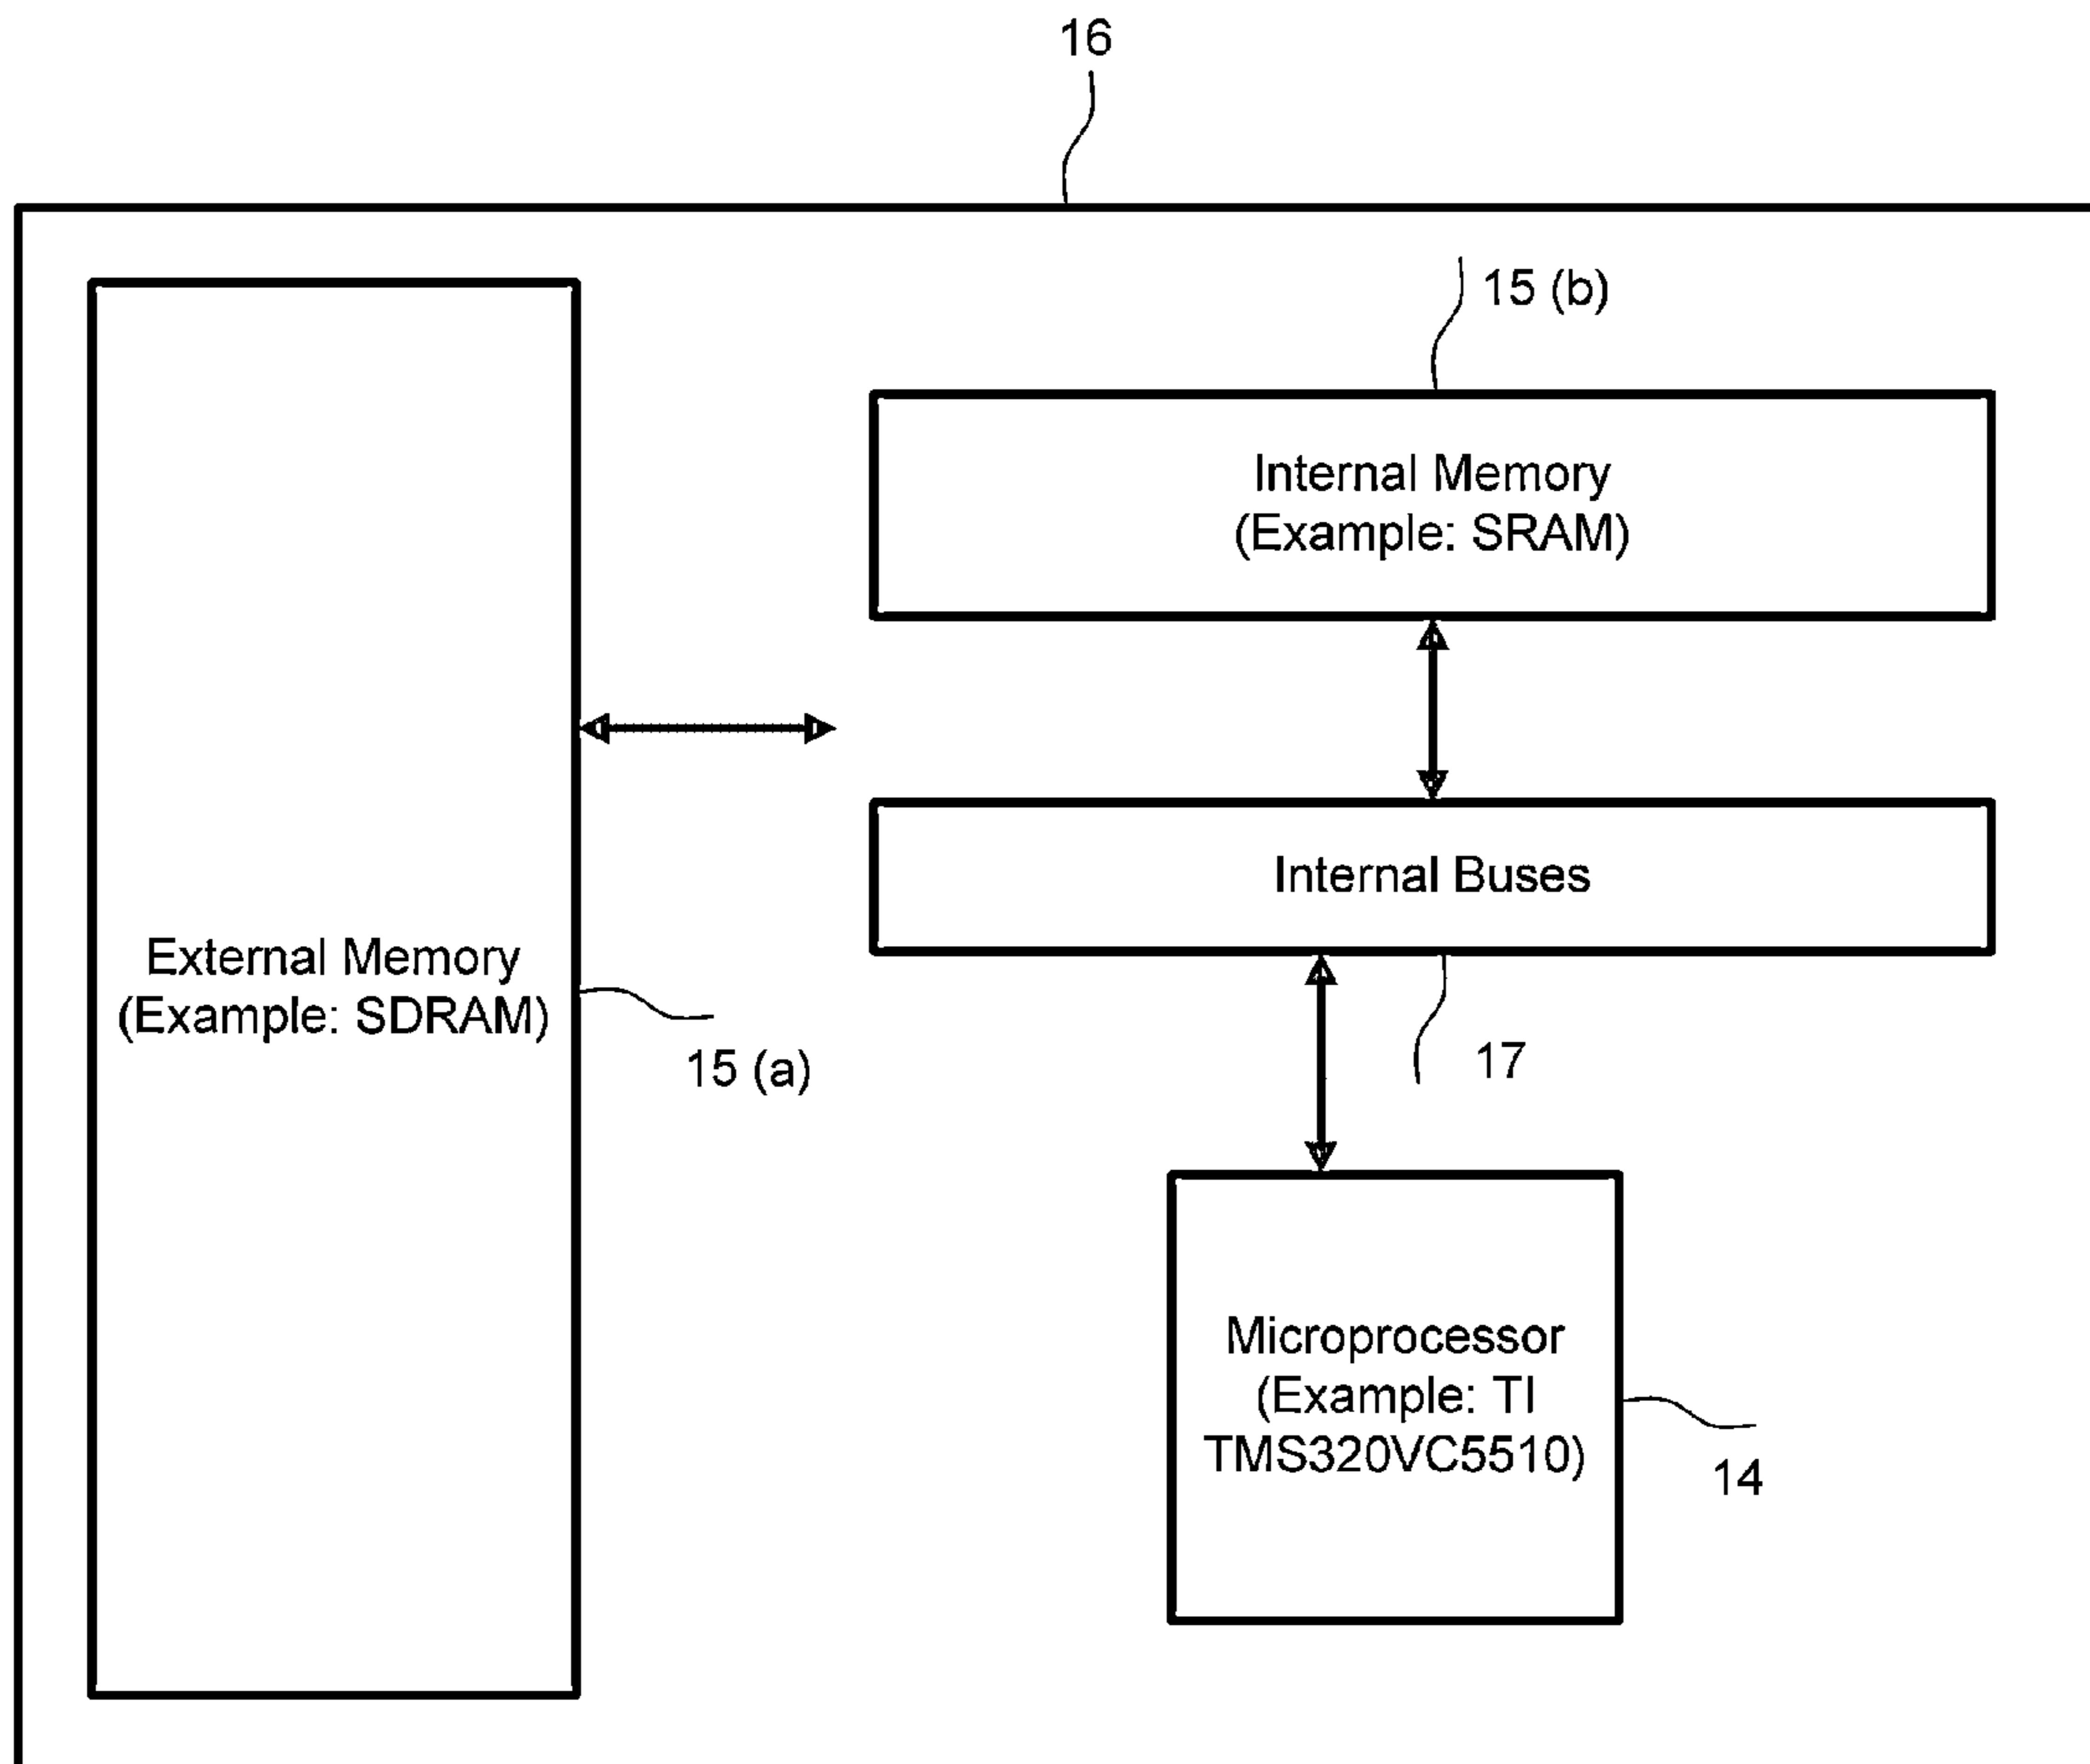 16
15 (b)
Internal Memory
(Example: SRAM)
Internal Buses
External Memory
(Example: SDRAM)
15 (a)
17
Microprocessor
(Example: TI
TMS320VC5510)
14